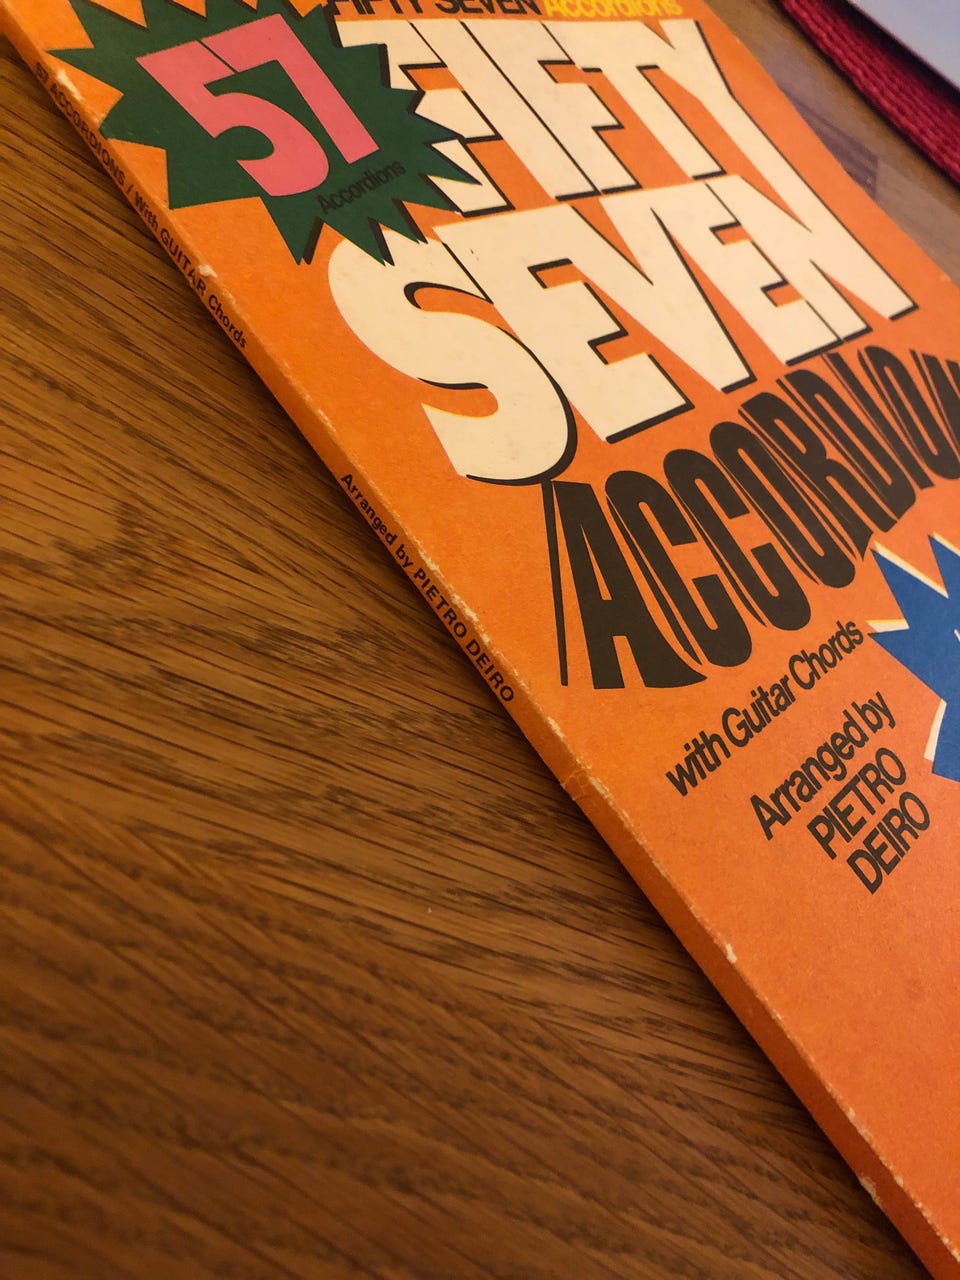 FIFTY SEVEN Accordions
57
Accordions
FIFTY
SEVEN
ACCORDION
with Guitar Chords
Arranged by
PIETRO
DEIRO
57 ACCORDIONS / With GUITAR Chords
Arranged by PIETRO DEIRO